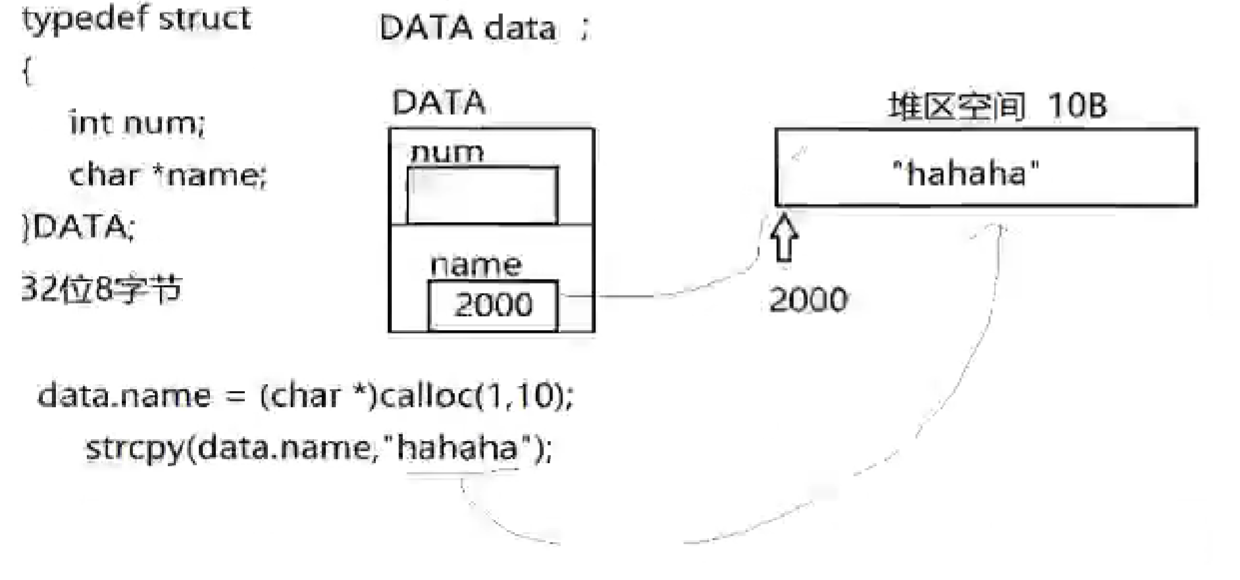 typedef struct
{
int num;
char *name;
}DATA;
32位8字节
DATA data ;
DATA
num
name
2000
堆区空间 10B
"hahaha"
2000
data.name = (char *)calloc(1,10);
strcpy(data.name,"hahaha");